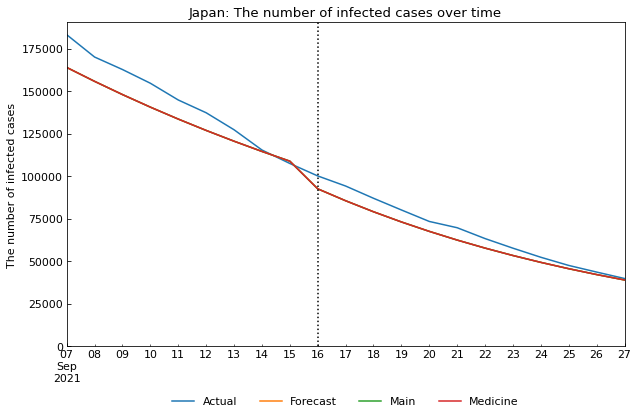 Japan: The number of infected cases over time
The number of infected cases
175000
150000
125000
100000
75000
50000
25000
0
07 08 09 10 11 12 13 14 15 16 17 18 19 20 21 22 23 24 25 26 27
Sep
2021
Actual Forecast Main Medicine